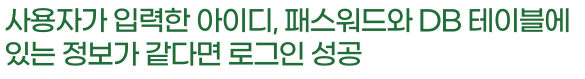 사용자가 입력한 아이디, 패스워드와 DB 테이블에
있는 정보가 같다면 로그인 성공